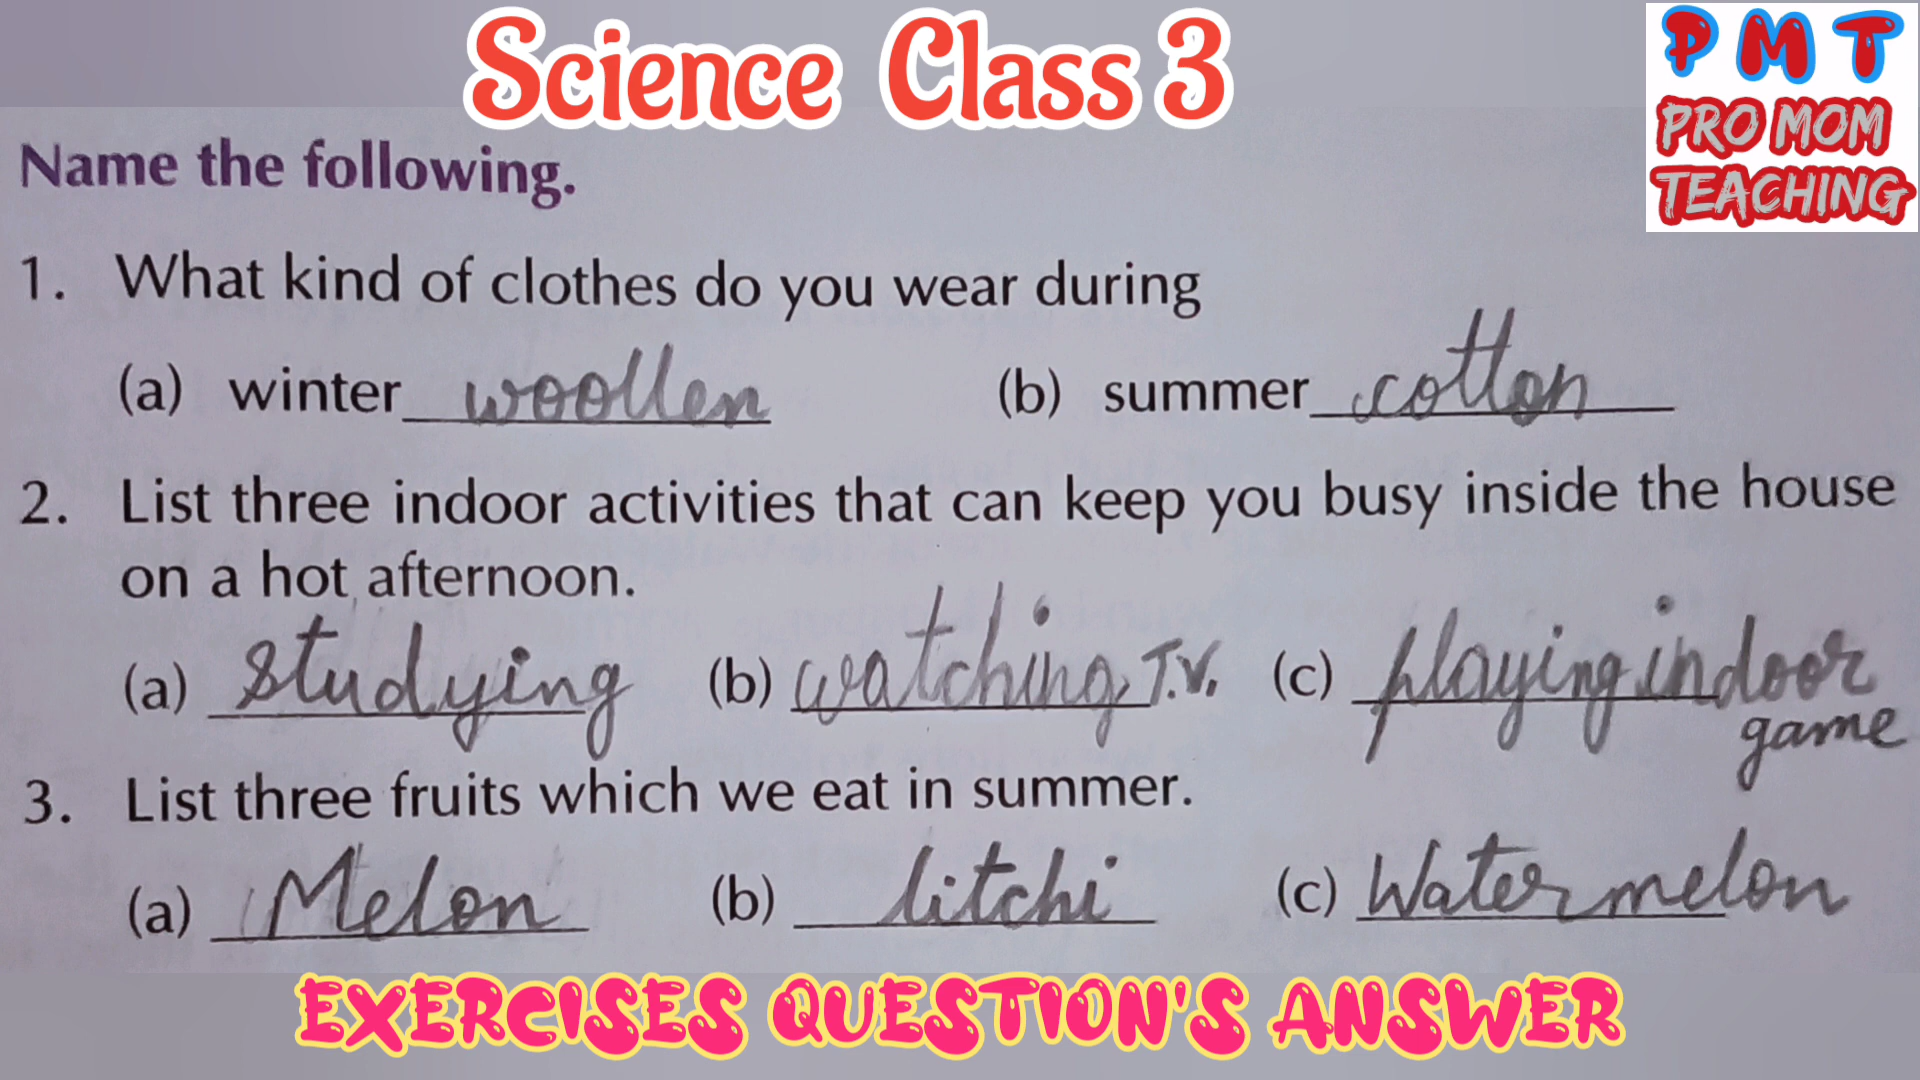 Science Class 3
P M T
PRO MOM
TEACHING
Name the following.
1. What kind of clothes do you wear during
(a) winter woollen (b) summer cotton
2. List three indoor activities that can keep you busy inside the house
on a hot afternoon.
(a) studying (b) watching T.V. (c) playing indoor
game
3. List three fruits which we eat in summer.
(a) Melon (b) litchi (c) Watermelon
EXERCISES QUESTION'S ANSWER